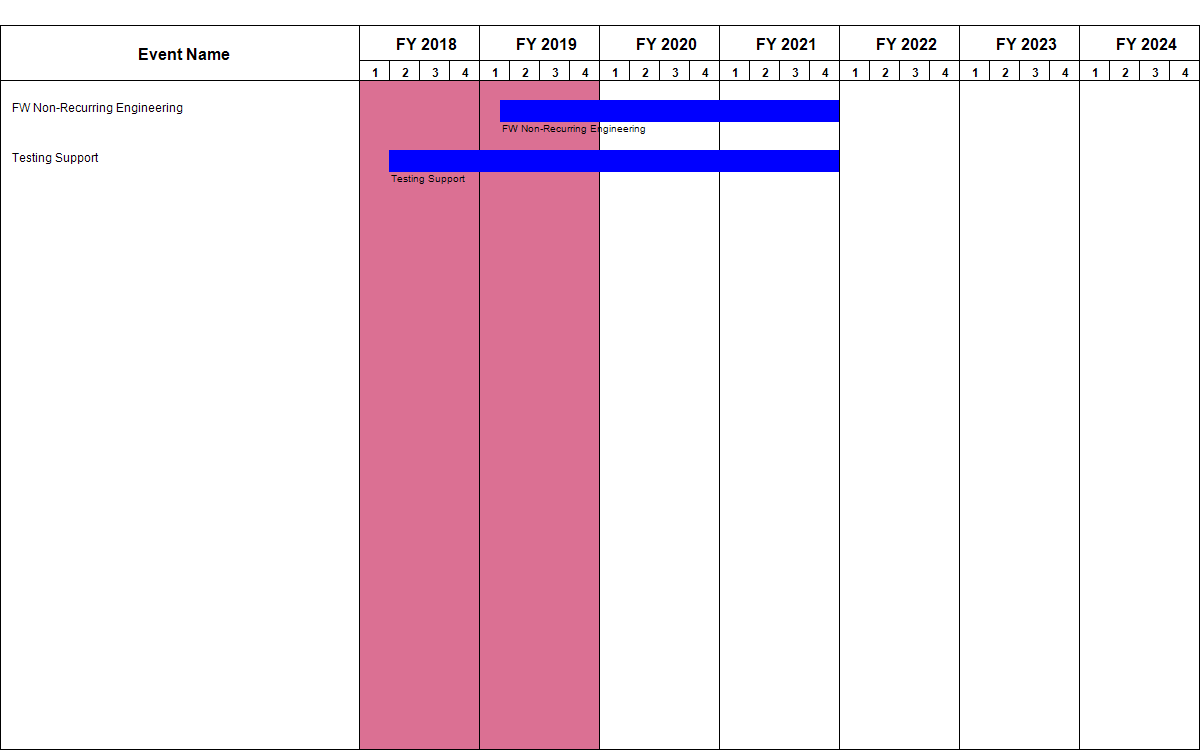 Event Name
FY 2018 FY 2019 FY 2020 FY 2021 FY 2022 FY 2023 FY 2024
1 2 3 4 1 2 3 4 1 2 3 4 1 2 3 4 1 2 3 4 1 2 3 4 1 2 3 4
FW Non-Recurring Engineering
FW Non-Recurring Engineering
Testing Support
Testing Support